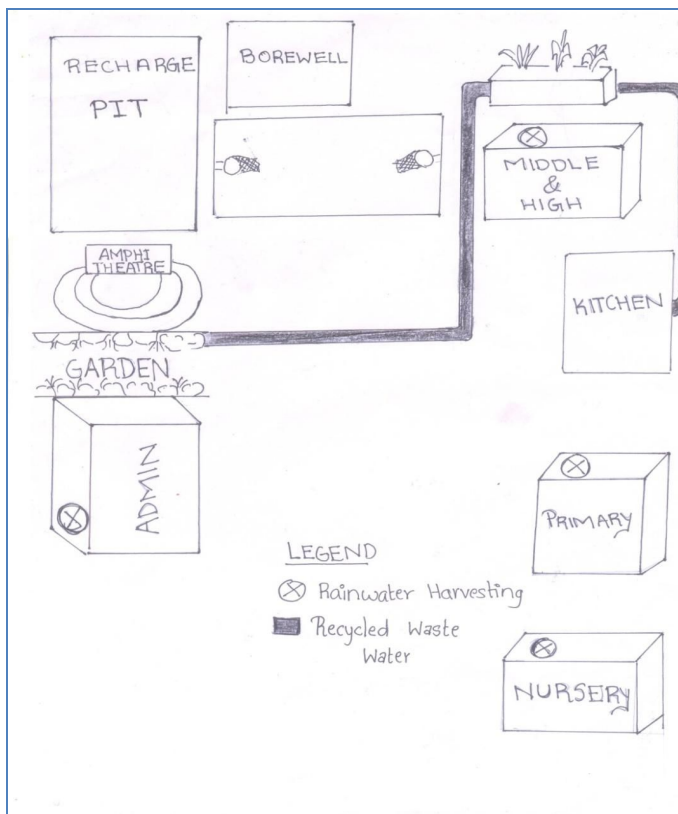 RECHARGE
PIT
BOREWELL
MIDDLE
&
HIGH
AMPHI
THEATRE
KITCHEN
GARDEN
ADMIN
PRIMARY
LEGEND
Rainwater Harvesting
Recycled Waste
Water
NURSERY